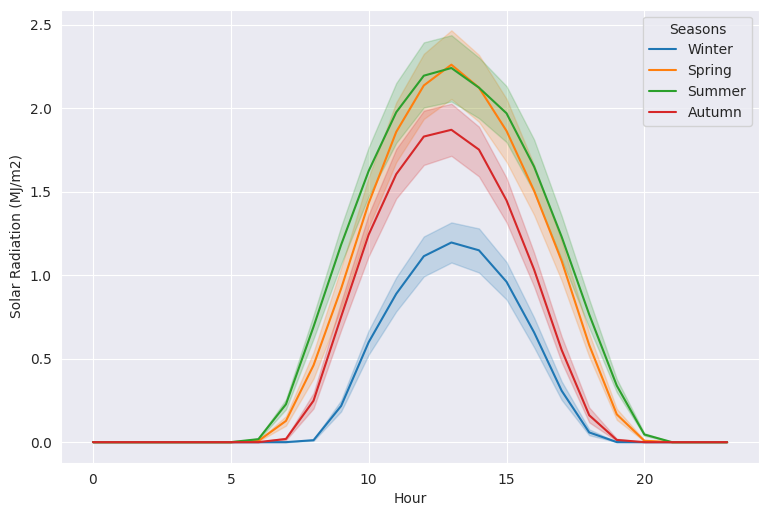 2.5
2.0
1.5
1.0
0.5
0.0
Solar Radiation (MJ/m2)
Seasons
Winter
Spring
Summer
Autumn
0 5 10 15 20
Hour